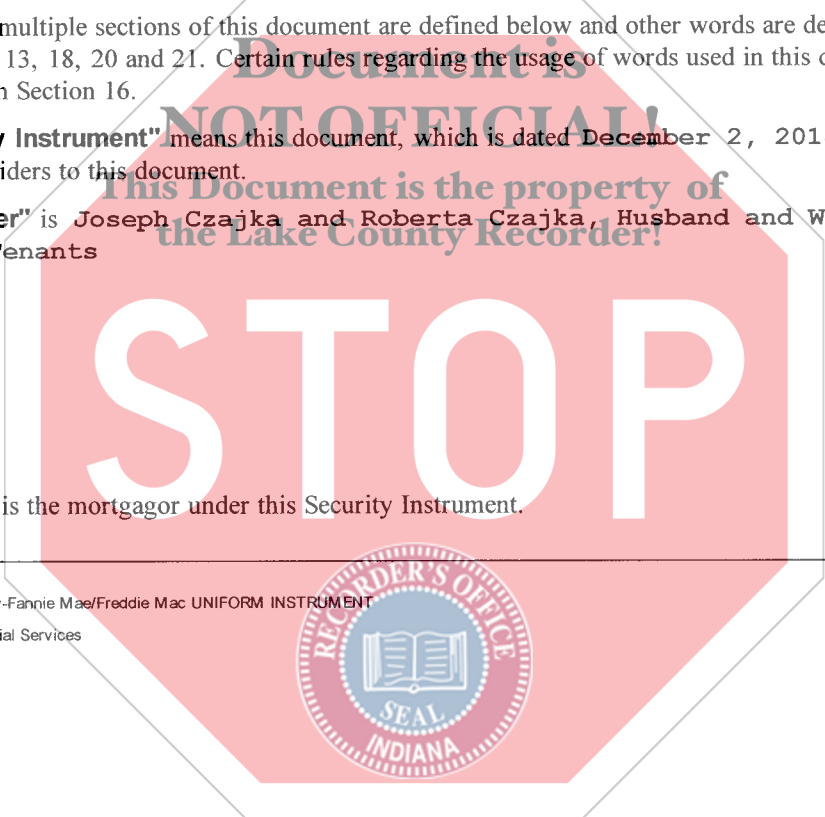 multiple sections of this document are defined below and other words are de
13, 18, 20 and 21. Certain rules regarding the usage of words used in this
n Section 16.
Document is
NOT OFFICIAL!
y Instrument" means this document, which is dated December 2, 201
iders to this document.
This Document is the property of
the Lake County Recorder!
er" is Joseph Czajka and Roberta Czajka, Husband and W
Tenants
STOP
is the mortgagor under this Security Instrument.
-Fannie Mae/Freddie Mac UNIFORM INSTRUMENT
ial Services
RECORDER'S OFFICE
SEAL
INDIANA